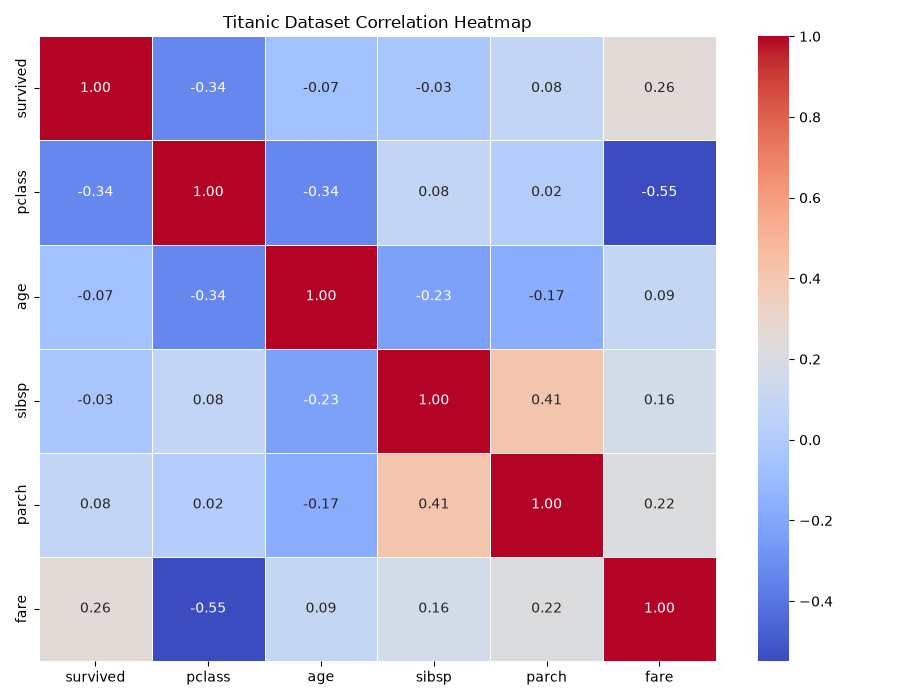 Titanic Dataset Correlation Heatmap
survived 1.00 -0.34 -0.07 -0.03 0.08 0.26
pclass -0.34 1.00 -0.34 0.08 0.02 -0.55
age -0.07 -0.34 1.00 -0.23 -0.17 0.09
sibsp -0.03 0.08 -0.23 1.00 0.41 0.16
parch 0.08 0.02 -0.17 0.41 1.00 0.22
fare 0.26 -0.55 0.09 0.16 0.22 1.00
survived pclass age sibsp parch fare
1.0
0.8
0.6
0.4
0.2
0.0
−0.2
−0.4